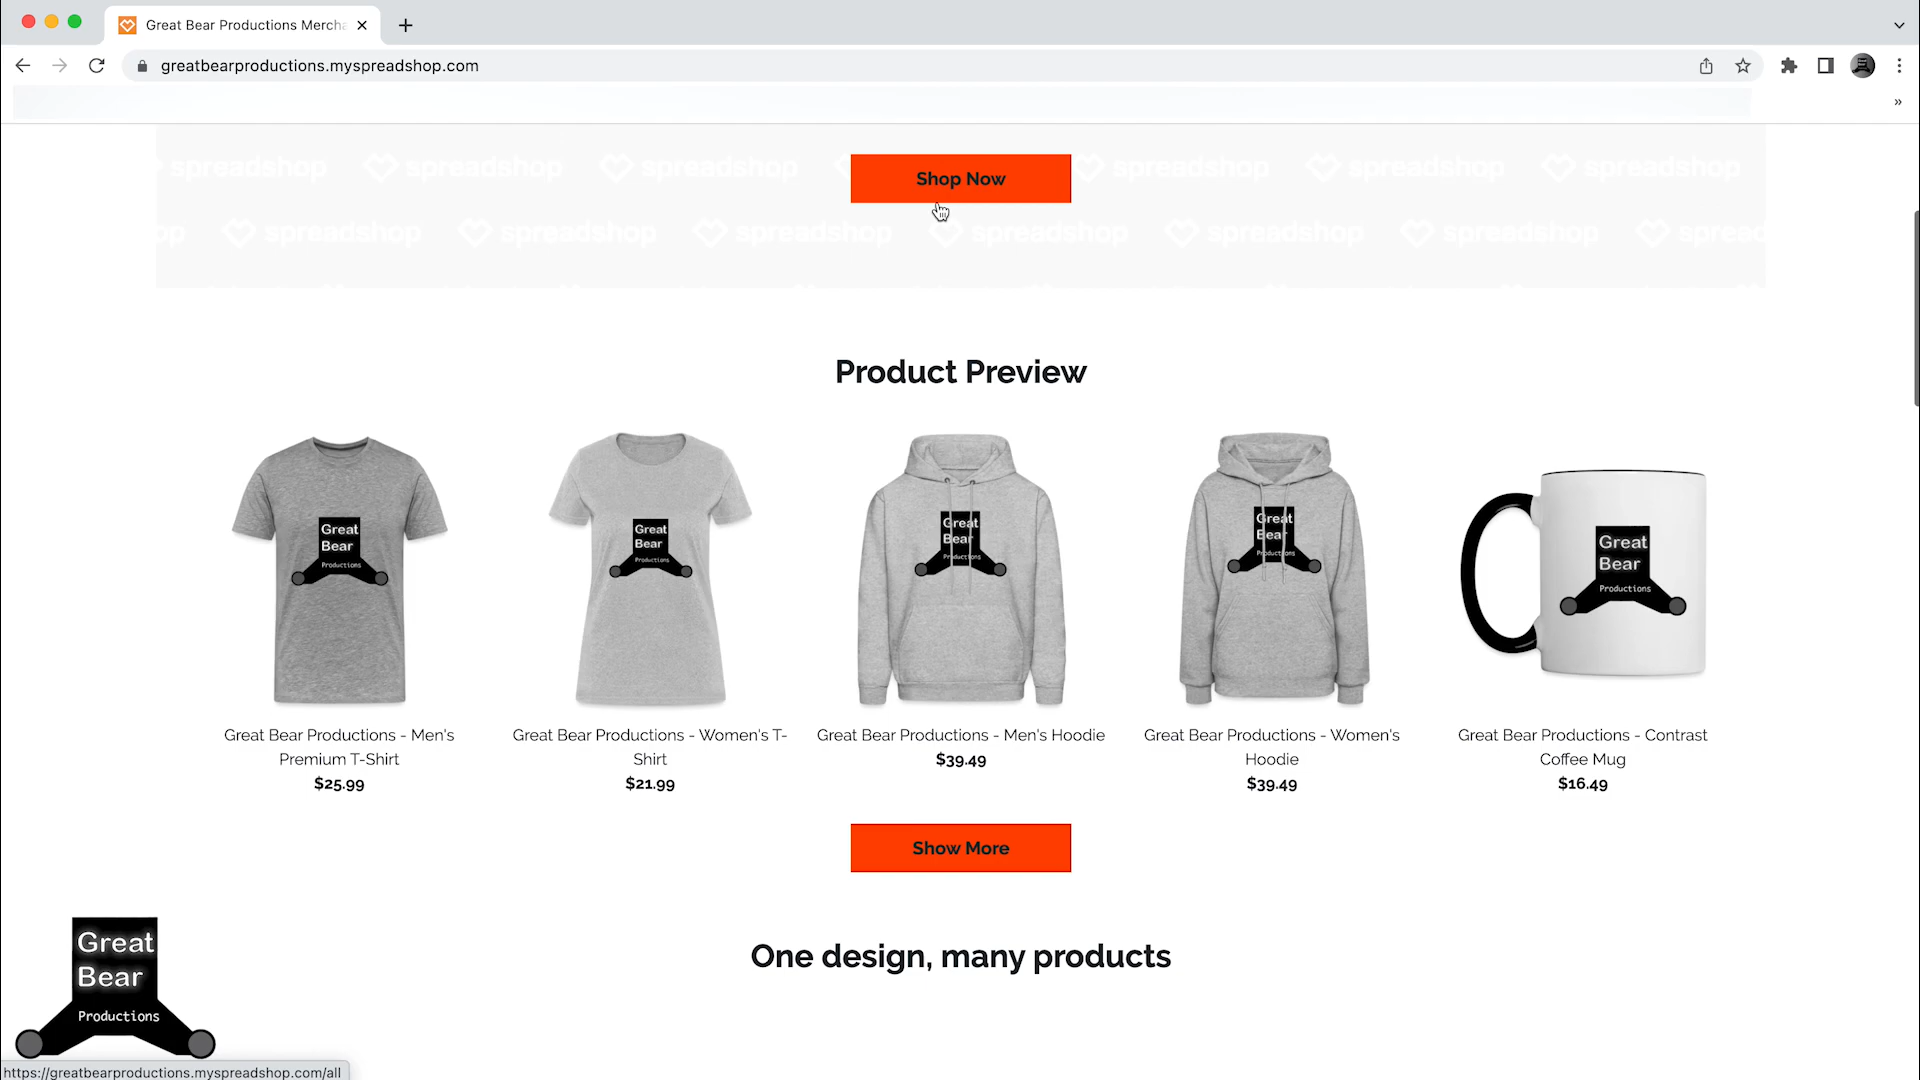 Great Bear Productions Mercha
greatbearproductions.myspreadshop.com
»
spreadshop spreadshop spreadshop spreadshop spreadshop spreadshop
Shop Now
op spreadshop spreadshop spreadshop spreadshop spreadshop spreadshop spread
Product Preview
Great
Bear
Productions
Great
Bear
Productions
Great
Bear
Productions
Great
Bear
Productions
Great
Bear
Productions
Great Bear Productions - Men's
Premium T-Shirt
$25.99
Great Bear Productions - Women's T-
Shirt
$21.99
Great Bear Productions - Men's Hoodie
$39.49
Great Bear Productions - Women's
Hoodie
$39.49
Great Bear Productions - Contrast
Coffee Mug
$16.49
Show More
One design, many products
Great
Bear
Productions
https://greatbearproductions.myspreadshop.com/all